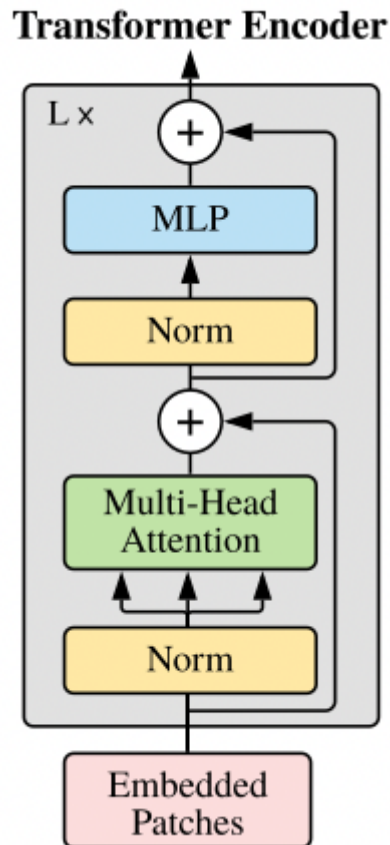 Transformer Encoder
L ×
+
MLP
Norm
+
Multi-Head
Attention
Norm
Embedded
Patches